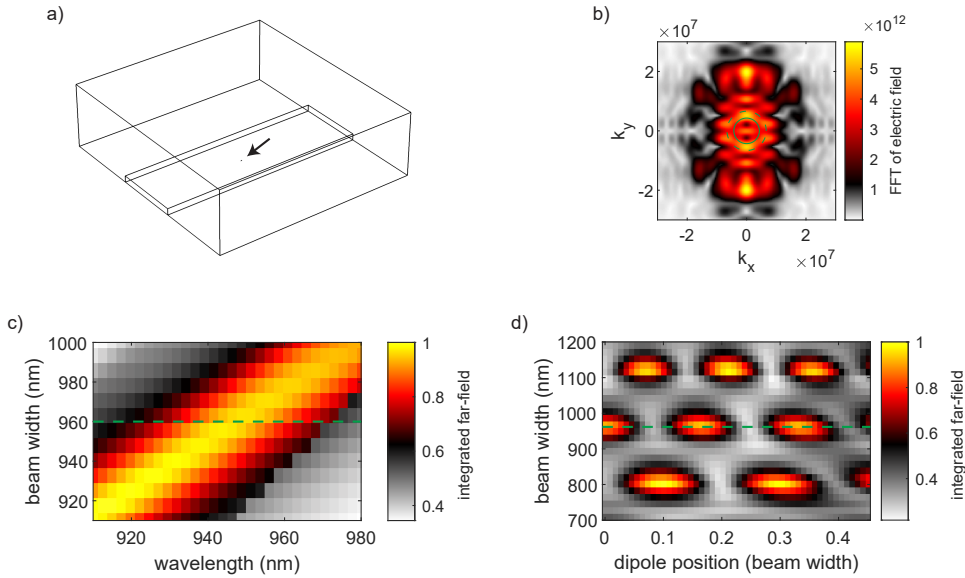 a)
b)
×10^7
×10^12
2
0
-2
k_y
-2 0 2
k_x
×10^7
5
4
3
2
1
FFT of electric field
c)
1000
980
960
940
920
beam width (nm)
920 940 960 980
wavelength (nm)
1
0.8
0.6
0.4
integrated far-field
d)
1200
1100
1000
900
800
700
beam width (nm)
0 0.1 0.2 0.3 0.4
dipole position (beam width)
1
0.8
0.6
0.4
integrated far-field